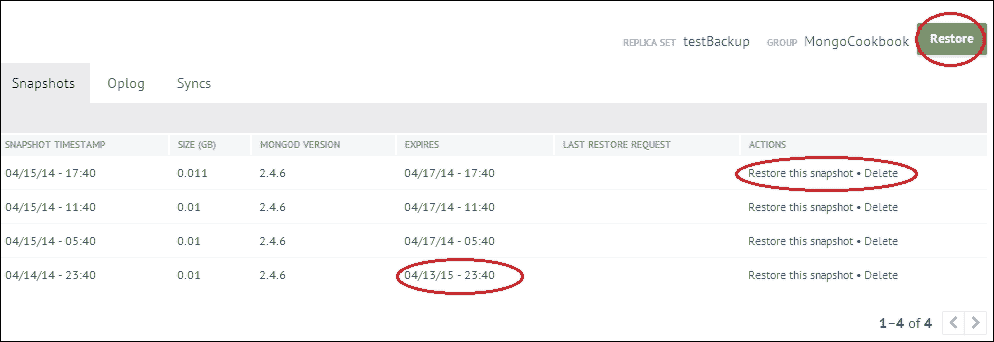 REPLICA SET testBackup GROUP MongoCookbook Restore
Snapshots Oplog Syncs
SNAPSHOT TIMESTAMP SIZE (GB) MONGOD VERSION EXPIRES LAST RESTORE REQUEST ACTIONS
04/15/14 - 17:40 0.011 2.4.6 04/17/14 - 17:40 Restore this snapshot • Delete
04/15/14 - 11:40 0.01 2.4.6 04/17/14 - 11:40 Restore this snapshot • Delete
04/15/14 - 05:40 0.01 2.4.6 04/17/14 - 05:40 Restore this snapshot • Delete
04/14/14 - 23:40 0.01 2.4.6 04/13/15 - 23:40 Restore this snapshot • Delete
1–4 of 4